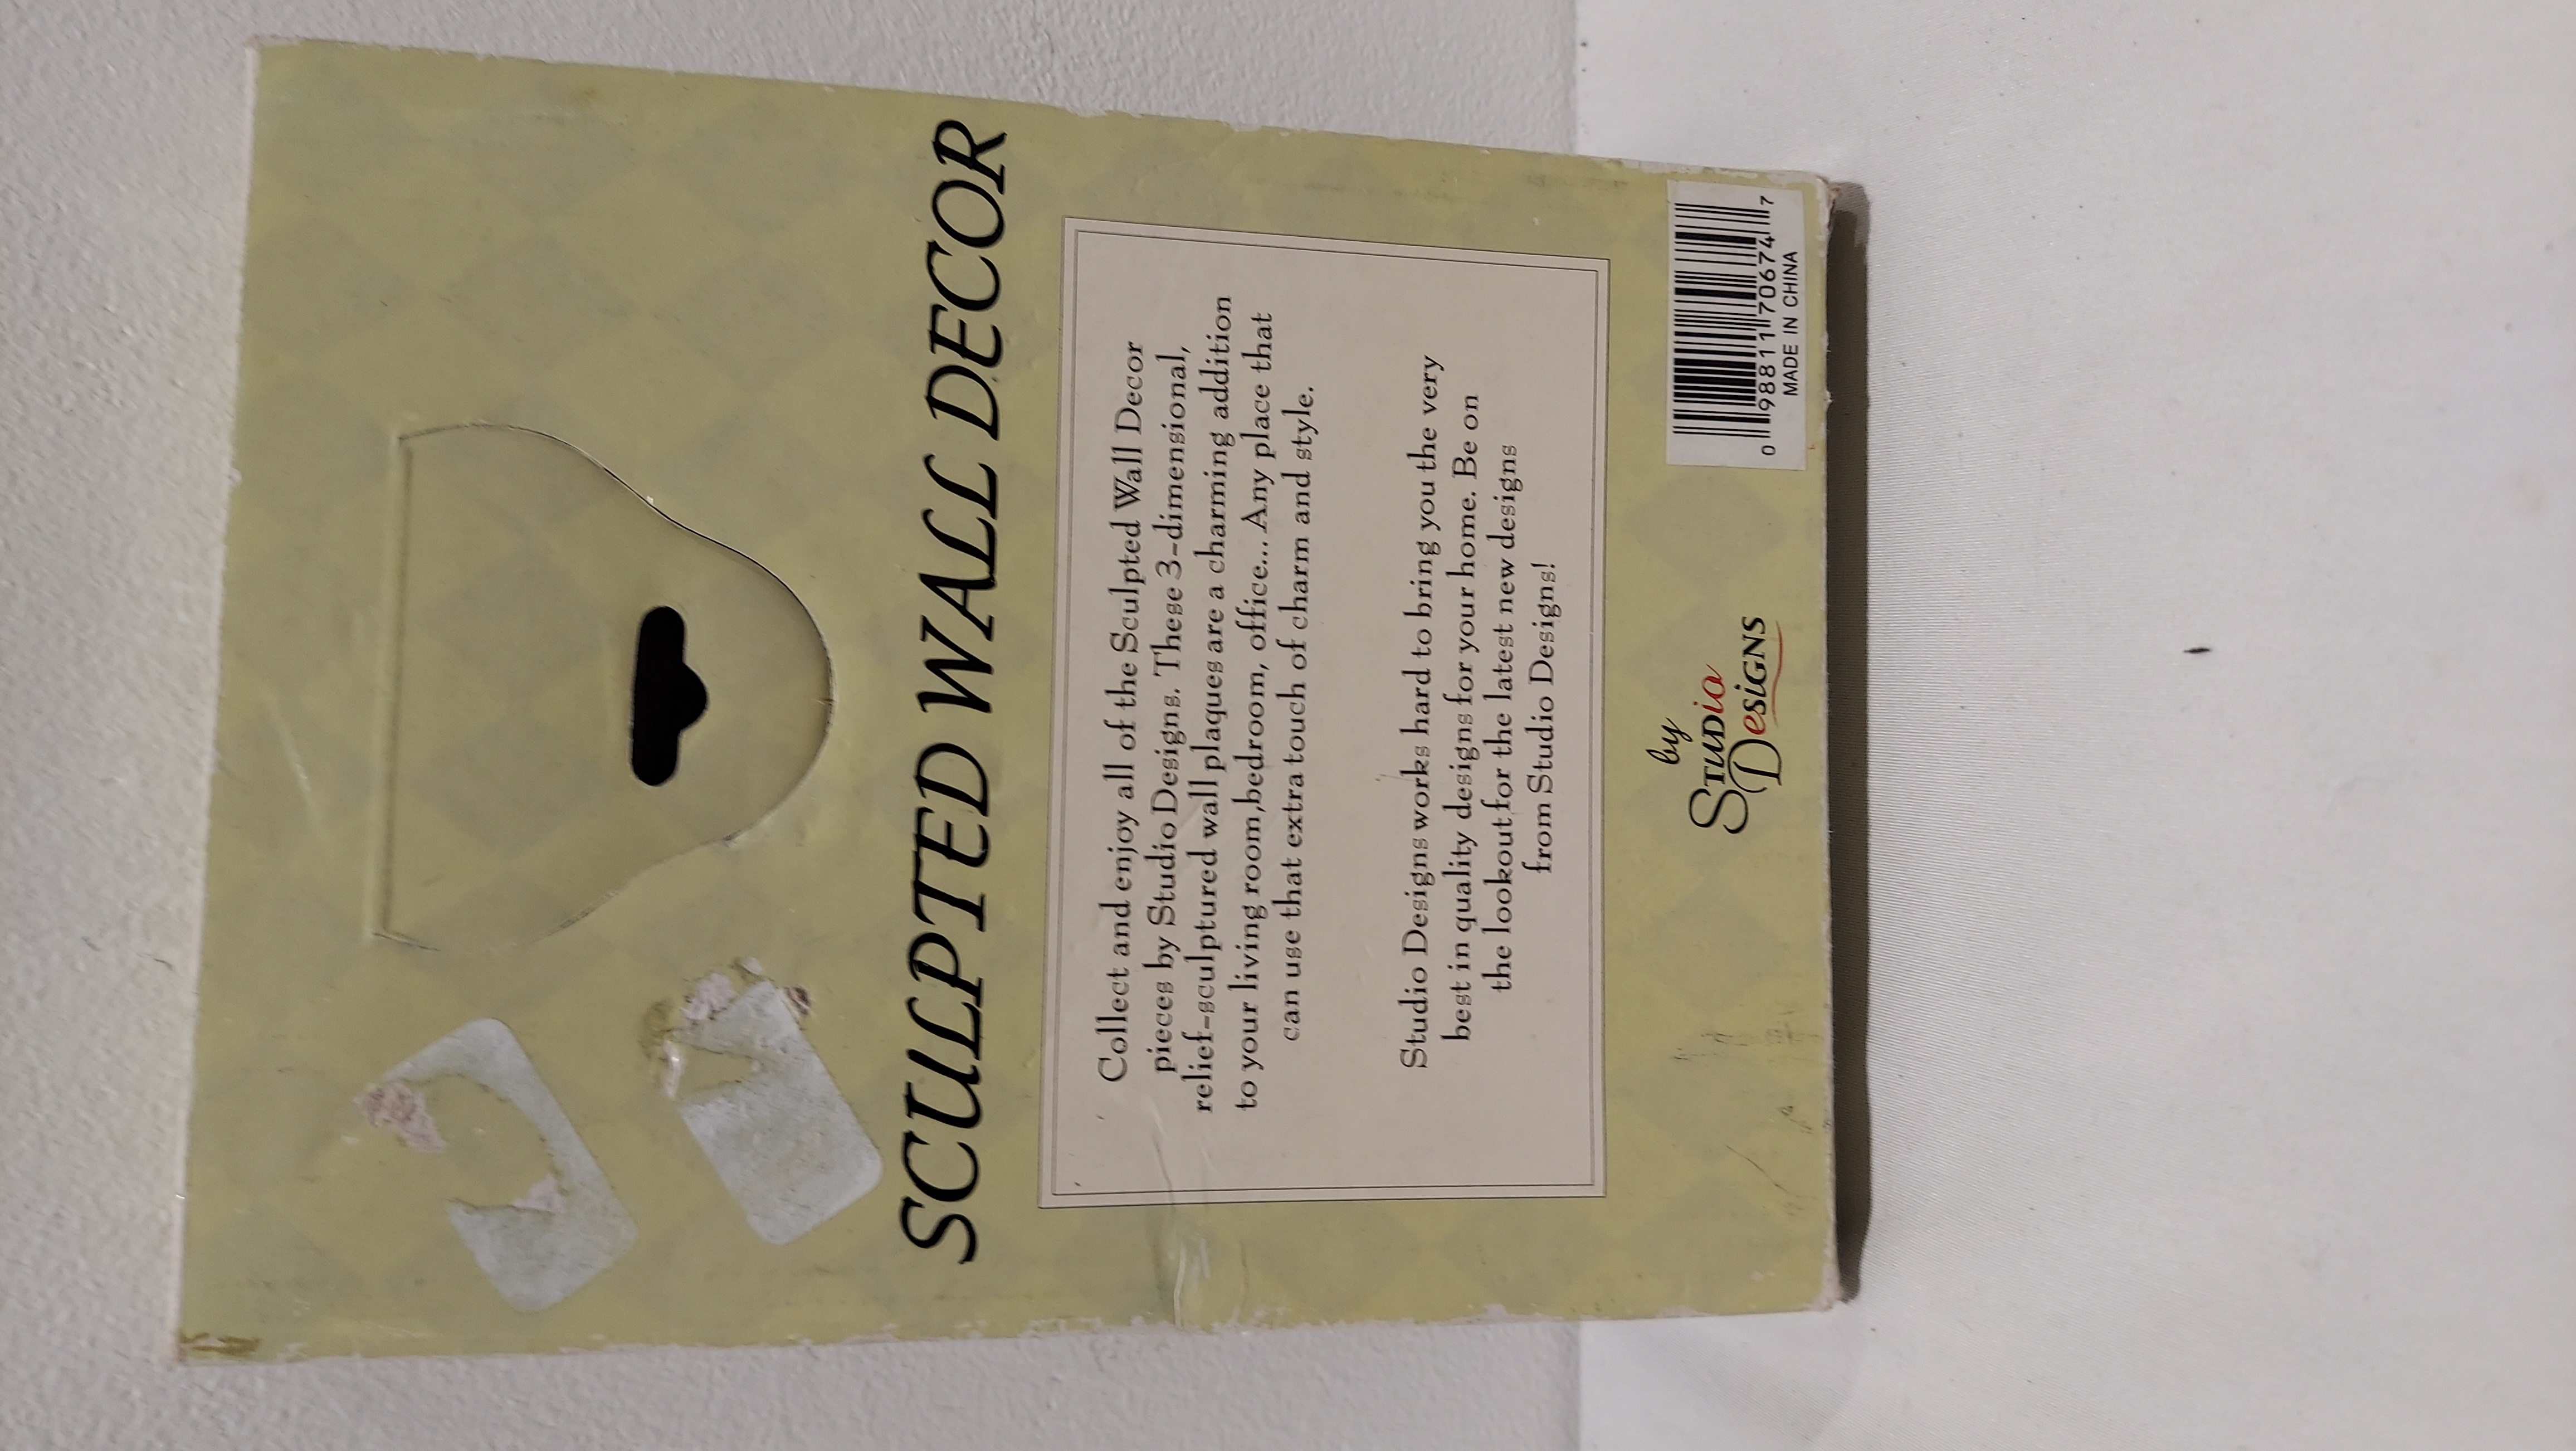 SCULPTED WALL DECOR
Collect and enjoy all of the Sculpted Wall Decor
pieces by Studio Designs. These 3-dimensional,
relief-sculptured wall plaques are a charming addition
to your living room, bedroom, office... Any place that
can use that extra touch of charm and style.
Studio Designs works hard to bring you the very
best in quality designs for your home. Be on
the lookout for the latest new designs
from Studio Designs!
by
STUDio
DesiGNS
0 98811 70674 7
MADE IN CHINA